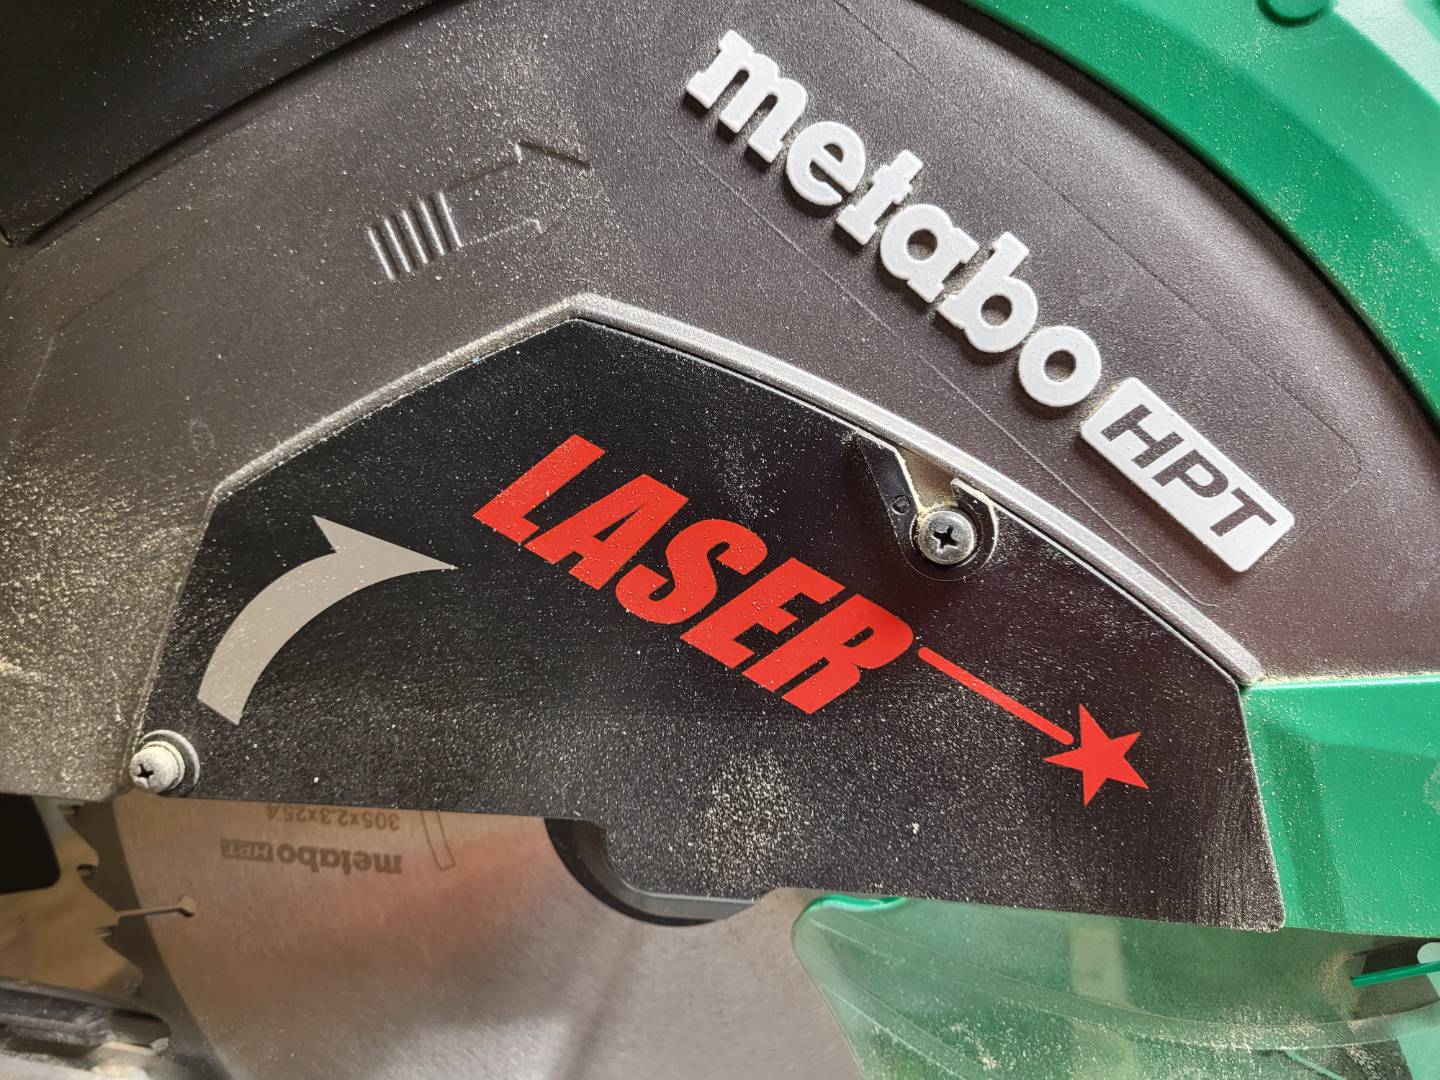 metabo HPT
LASER
305x2.3x25.4
metabo HPT